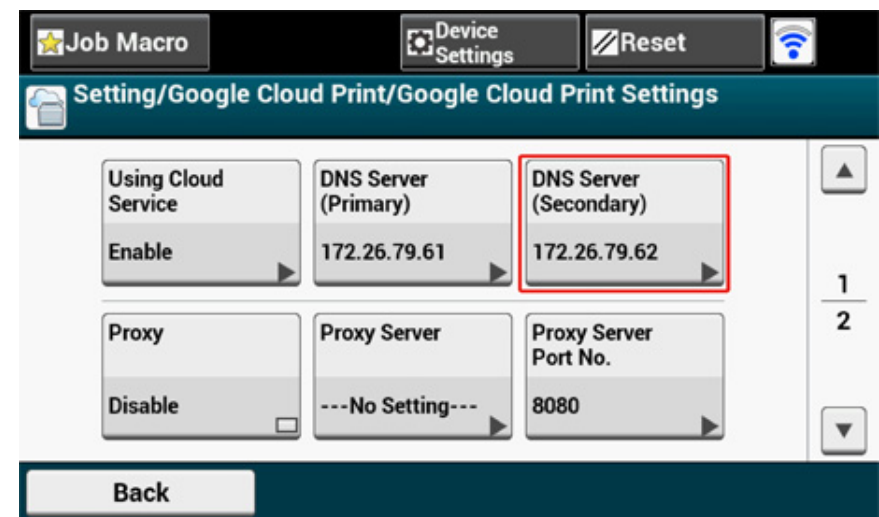 Job Macro
Device
Settings
Reset
Setting/Google Cloud Print/Google Cloud Print Settings
Using Cloud
Service
Enable
DNS Server
(Primary)
172.26.79.61
DNS Server
(Secondary)
172.26.79.62
Proxy
Disable
Proxy Server
---No Setting---
Proxy Server
Port No.
8080
1
2
Back